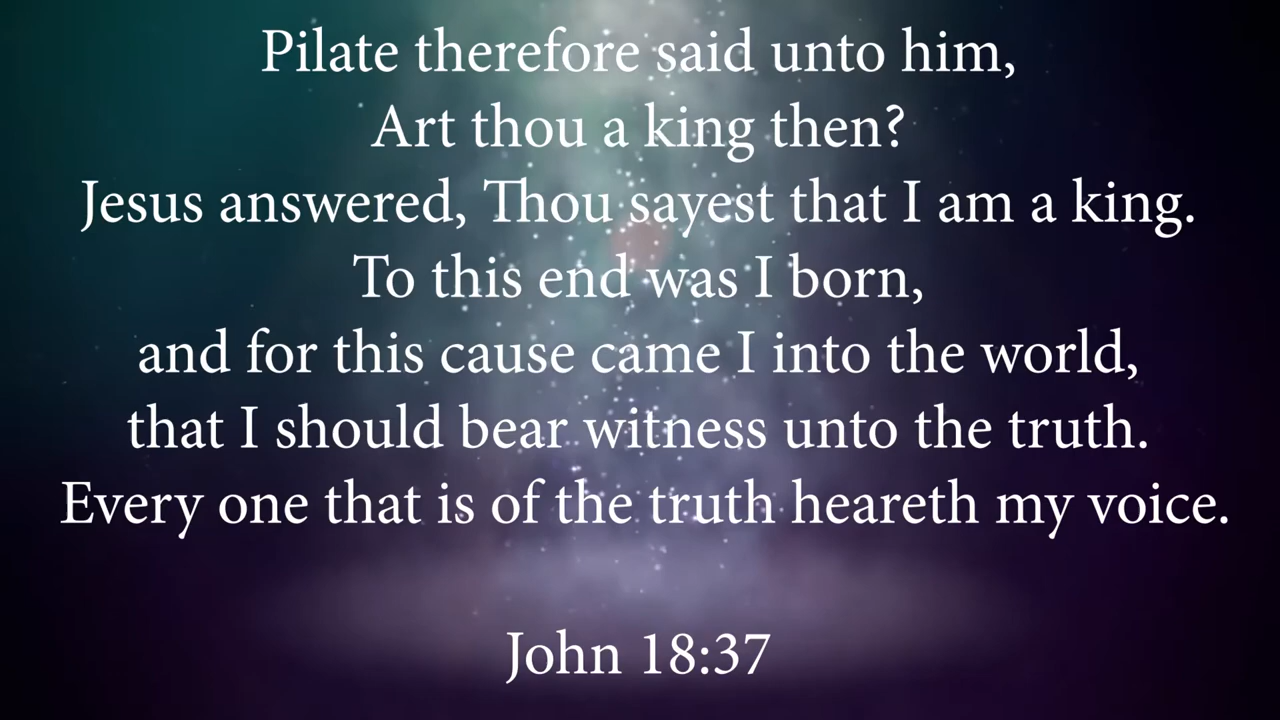 Pilate therefore said unto him,
Art thou a king then?
Jesus answered, Thou sayest that I am a king.
To this end was I born,
and for this cause came I into the world,
that I should bear witness unto the truth.
Every one that is of the truth heareth my voice.
John 18:37